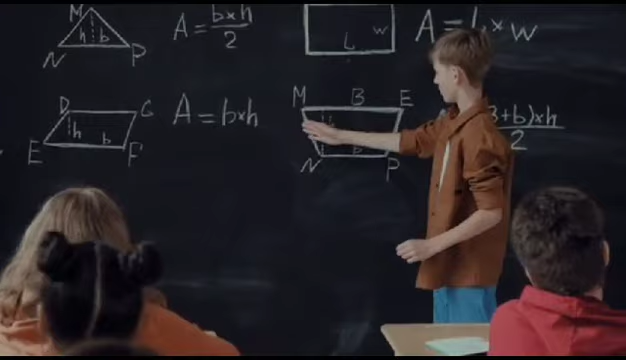 M
h b
N P
A = b×h
2
w
L
A = L×w
D C
h
b
E F
A = b×h
M B E
h
b
N P
+b)×h
2